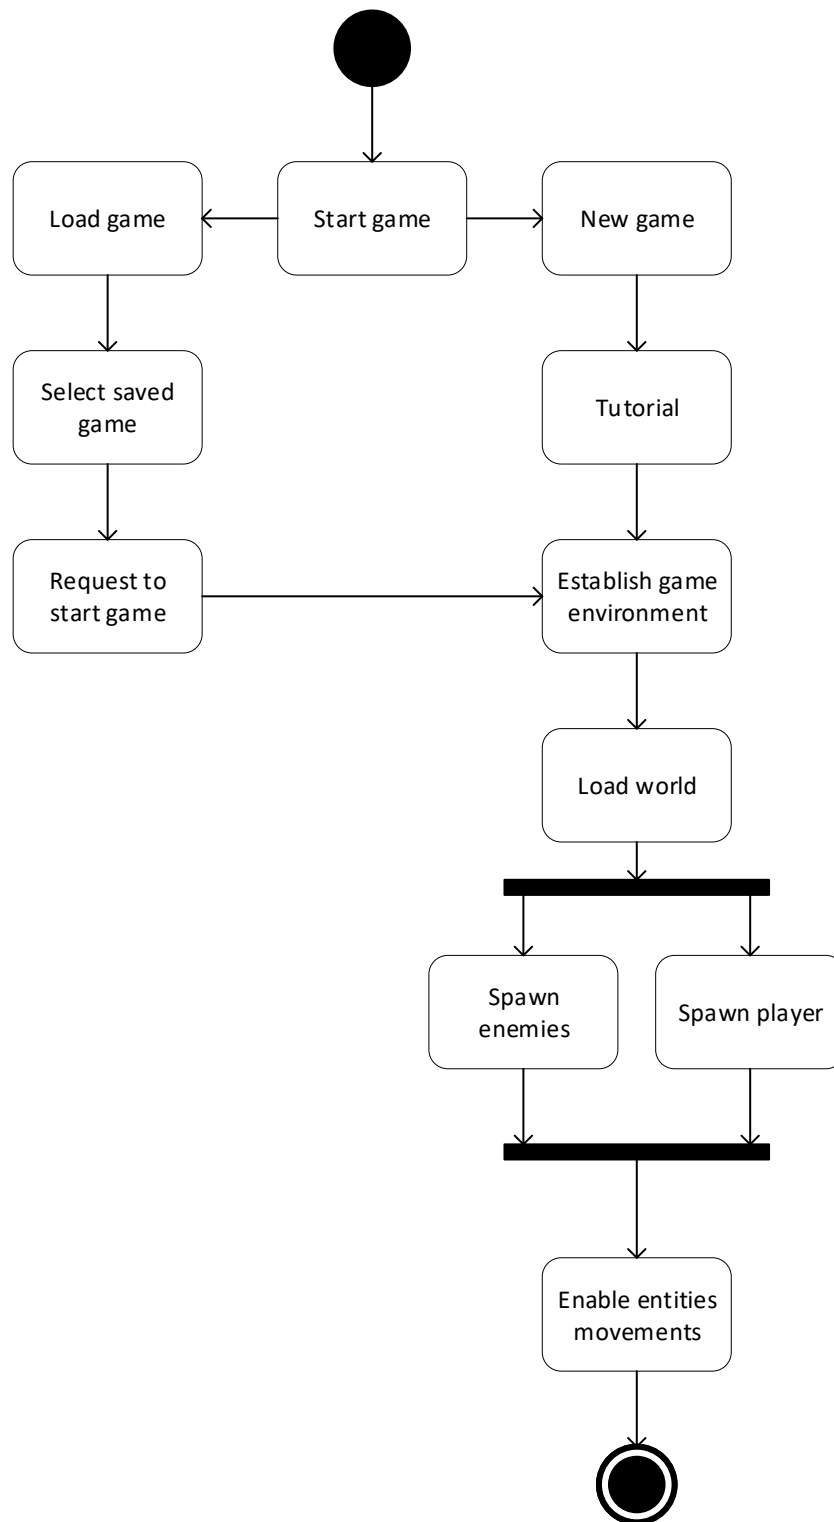 Load game
Start game
New game
Select saved
game
Tutorial
Request to
start game
Establish game
environment
Load world
Spawn
enemies
Spawn player
Enable entities
movements